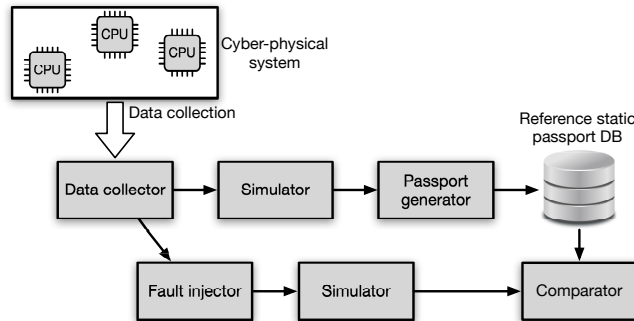 CPU
CPU
CPU
Cyber-physical
system
Data collection
Reference static
passport DB
Data collector
Simulator
Passport
generator
Fault injector
Simulator
Comparator